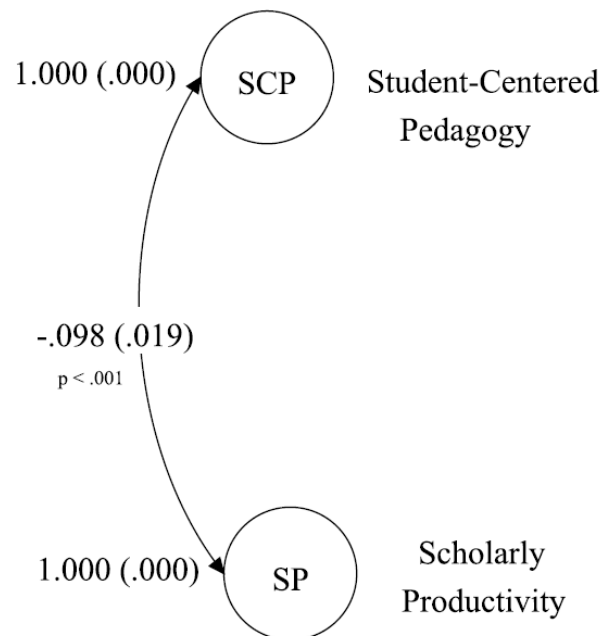 1.000 (.000)
SCP
Student-Centered
Pedagogy
-.098 (.019)
p < .001
1.000 (.000)
SP
Scholarly
Productivity